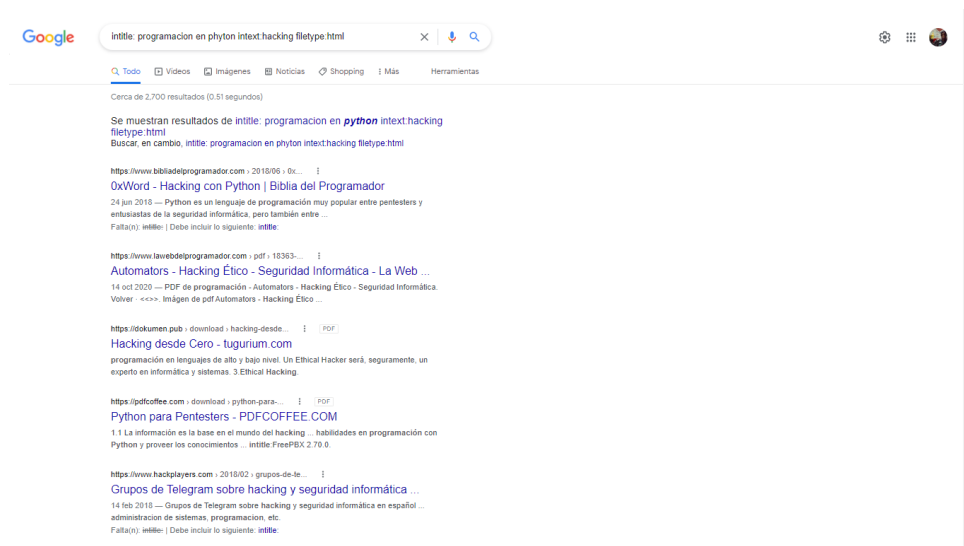 Google
intitle: programacion en phyton intext:hacking filetype:html
Todo Videos Imágenes Noticias Shopping Más Herramientas
Cerca de 2,700 resultados (0.51 segundos)
Se muestran resultados de intitle: programacion en python intext:hacking
filetype:html
Buscar, en cambio, intitle: programacion en phyton intext:hacking filetype:html
https://www.bibliadelprogramador.com › 2018/06 › 0x...
0xWord - Hacking con Python | Biblia del Programador
24 jun 2018 — Python es un lenguaje de programación muy popular entre pentesters y
entusiastas de la seguridad informática, pero también entre ...
Falta(n): intitle: | Debe incluir lo siguiente: intitle:
https://www.lawebdelprogramador.com › pdf › 18363-...
Automators - Hacking Ético - Seguridad Informática - La Web ...
14 oct 2020 — PDF de programación - Automators - Hacking Ético - Seguridad Informática.
Volver · <<>>. Imágen de pdf Automators - Hacking Ético ...
https://dokumen.pub › download › hacking-desde... PDF
Hacking desde Cero - tugurium.com
programación en lenguajes de alto y bajo nivel. Un Ethical Hacker será, seguramente, un
experto en informática y sistemas. 3.Ethical Hacking.
https://pdfcoffee.com › download › python-para-... PDF
Python para Pentesters - PDFCOFFEE.COM
1.1 La información es la base en el mundo del hacking ... habilidades en programación con
Python y proveer los conocimientos ... intitle:FreePBX 2.70.0.
https://www.hackplayers.com › 2018/02 › grupos-de-te...
Grupos de Telegram sobre hacking y seguridad informática ...
14 feb 2018 — Grupos de Telegram sobre hacking y seguridad informática en español ...
administracion de sistemas, programacion, etc.
Falta(n): intitle: | Debe incluir lo siguiente: intitle: